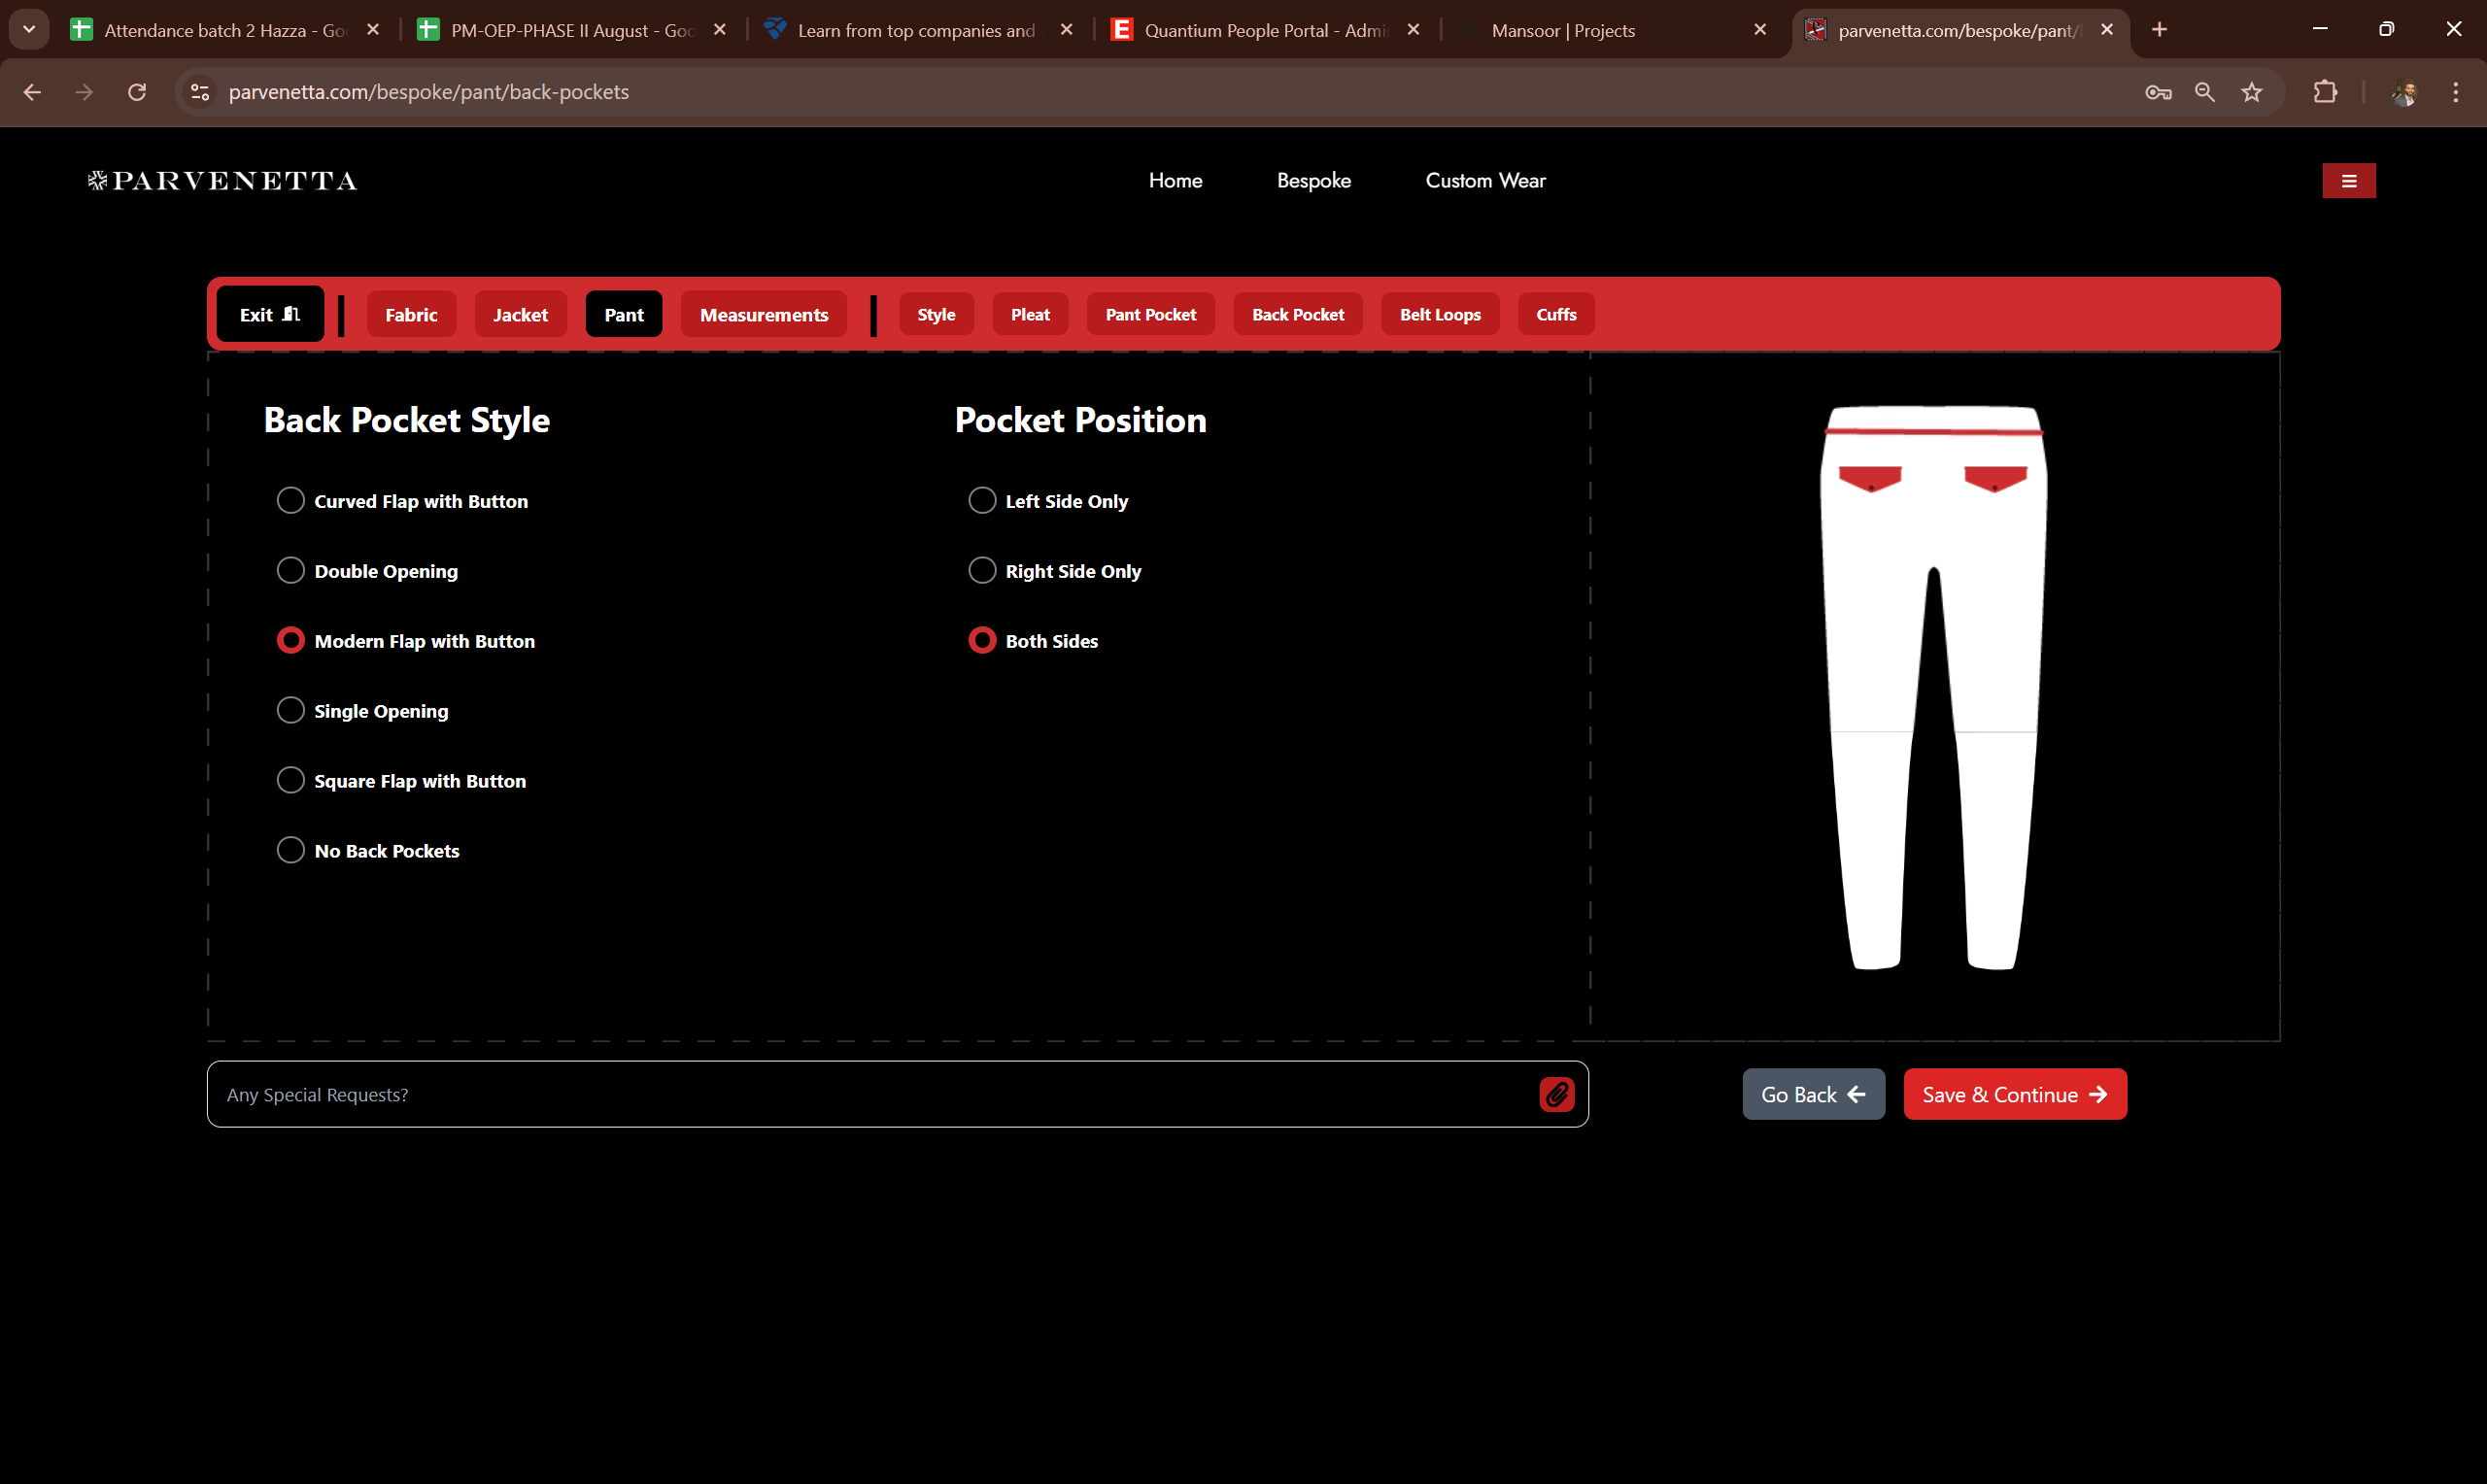 Attendance batch 2 Hazza - Go
PM-OEP-PHASE II August - Goo
Learn from top companies and
Quantium People Portal - Admi
Mansoor | Projects
parvenetta.com/bespoke/pant/
parvenetta.com/bespoke/pant/back-pockets
PARVENETTA
Home
Bespoke
Custom Wear
Exit
Fabric
Jacket
Pant
Measurements
Style
Pleat
Pant Pocket
Back Pocket
Belt Loops
Cuffs
Back Pocket Style
Curved Flap with Button
Double Opening
Modern Flap with Button
Single Opening
Square Flap with Button
No Back Pockets
Pocket Position
Left Side Only
Right Side Only
Both Sides
Any Special Requests?
Go Back
Save & Continue